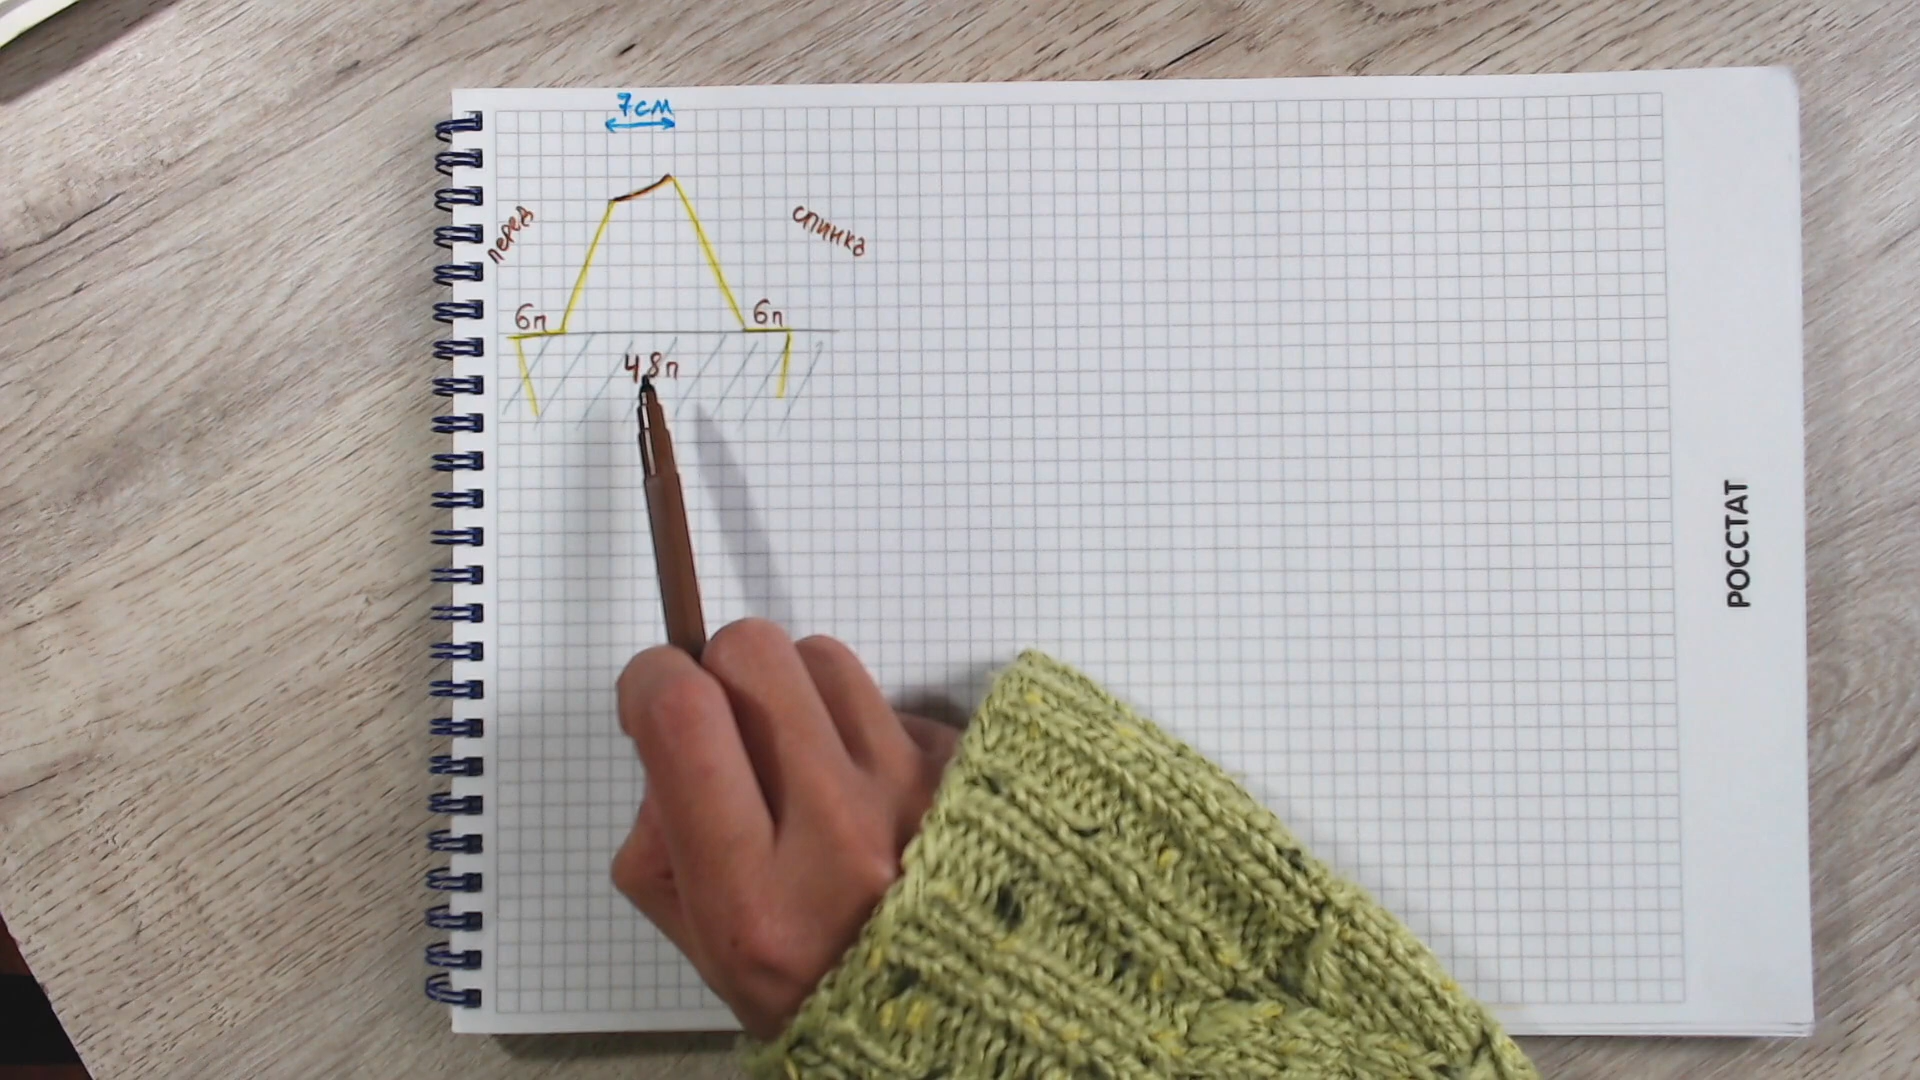 7см
перед
спинка
6п
6п
48п
РОССТАТ